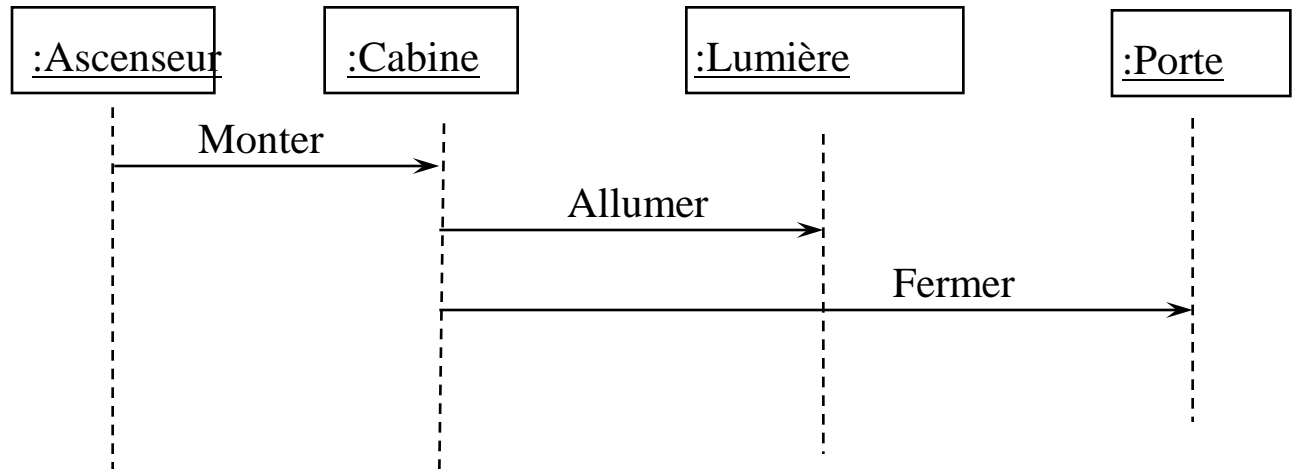 :Ascenseur
:Cabine
:Lumière
:Porte
Monter
Allumer
Fermer